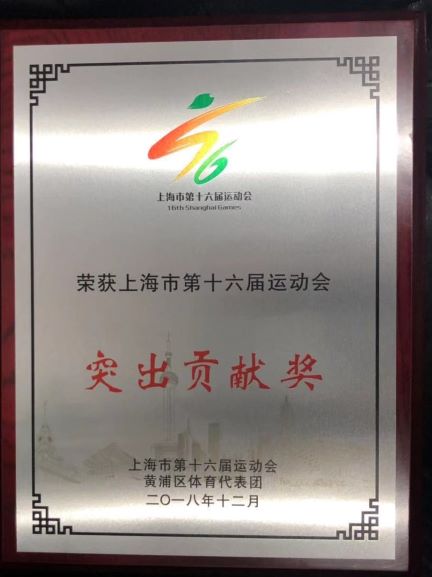 上海市第十六届运动会
16th Shanghai Games
荣获上海市第十六届运动会
突出贡献奖
上海市第十六届运动会
黄浦区体育代表团
二〇一八年十二月